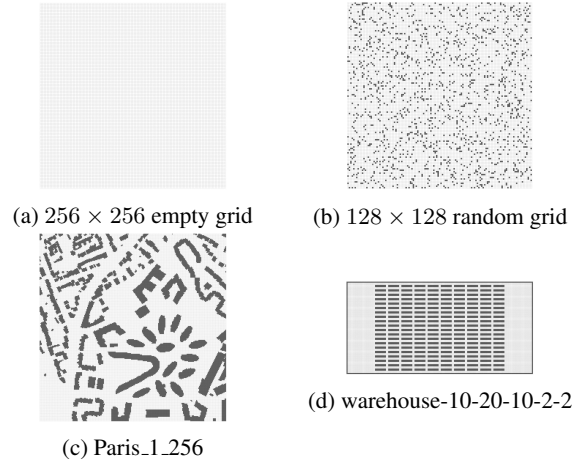 (a) 256 × 256 empty grid
(b) 128 × 128 random grid
(c) Paris_1_256
(d) warehouse-10-20-10-2-2